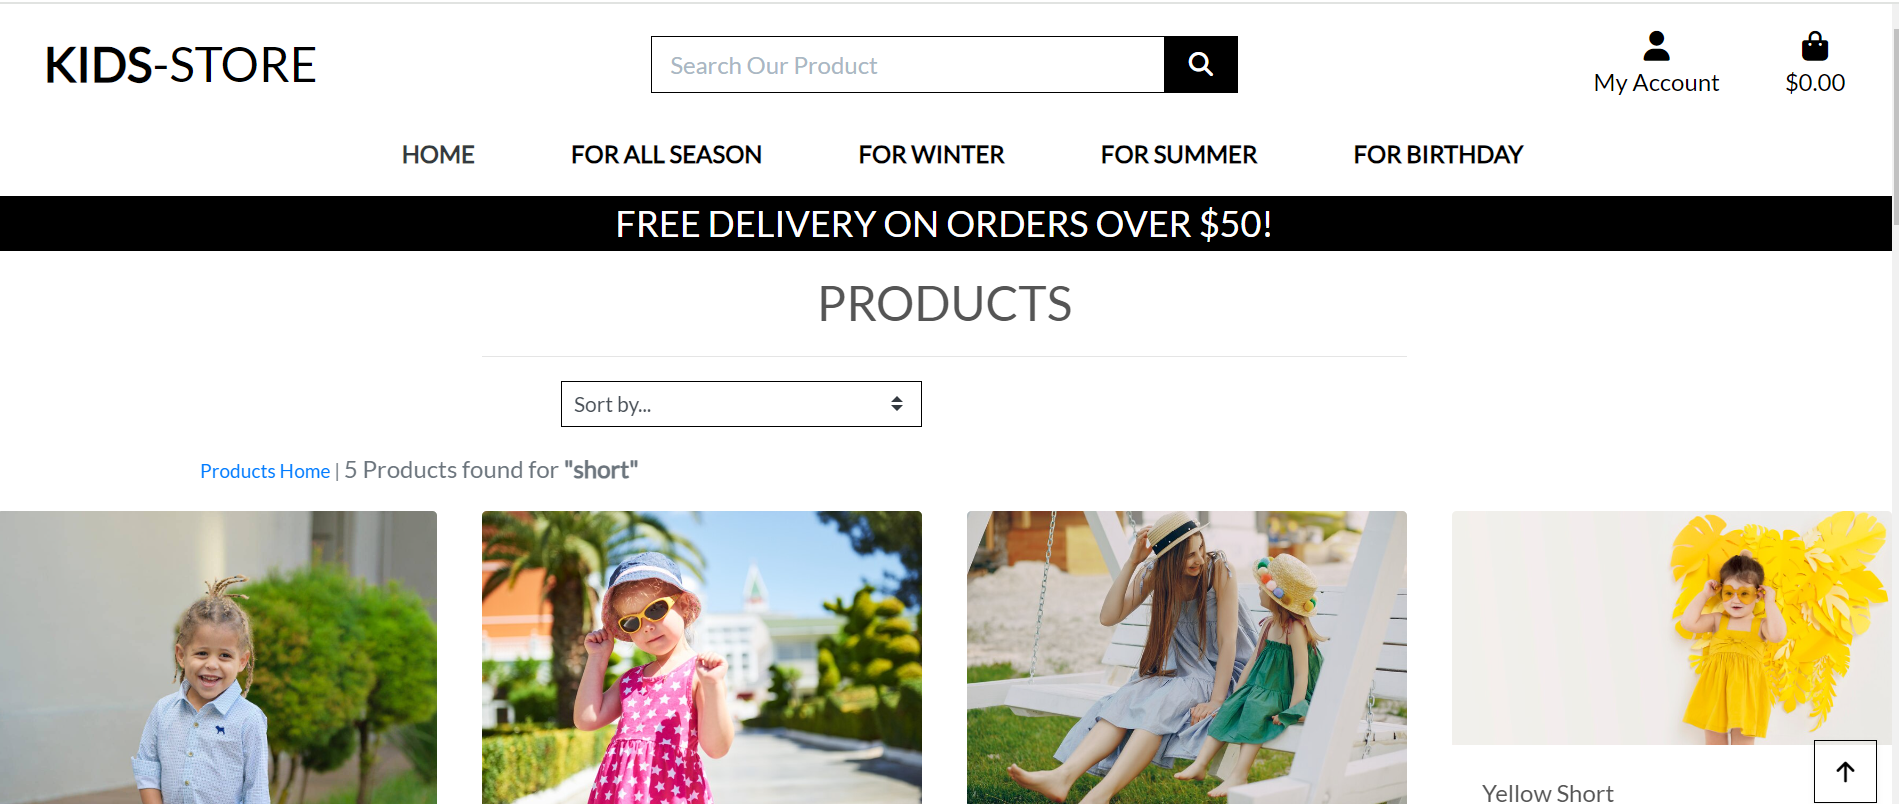 KIDS-STORE
Search Our Product
My Account
$0.00
HOME
FOR ALL SEASON
FOR WINTER
FOR SUMMER
FOR BIRTHDAY
FREE DELIVERY ON ORDERS OVER $50!
PRODUCTS
Sort by...
Products Home | 5 Products found for "short"
Yellow Short